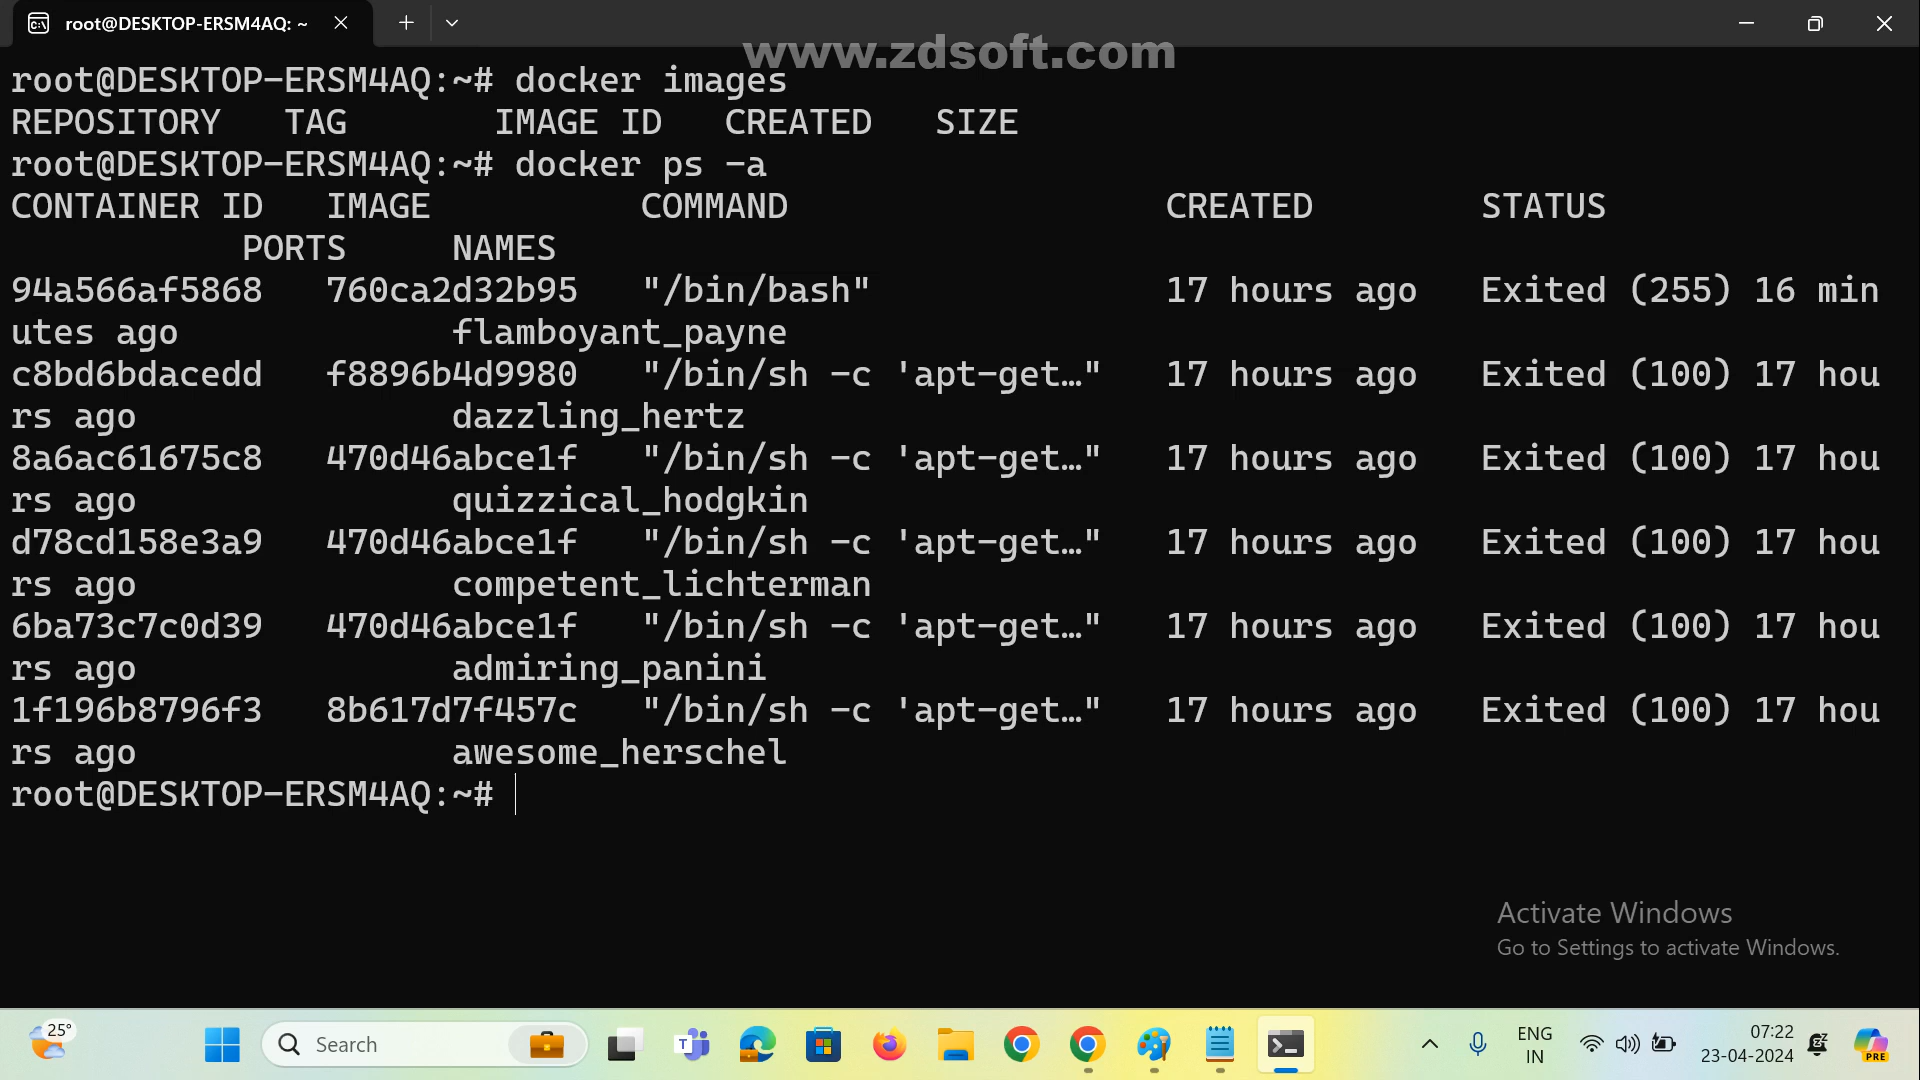 root@DESKTOP-ERSM4AQ: ~
www.zdsoft.com
root@DESKTOP-ERSM4AQ:~# docker images
REPOSITORY   TAG       IMAGE ID   CREATED   SIZE
root@DESKTOP-ERSM4AQ:~# docker ps -a
CONTAINER ID   IMAGE          COMMAND                  CREATED        STATUS
           PORTS     NAMES
94a566af5868   760ca2d32b95   "/bin/bash"              17 hours ago   Exited (255) 16 min
utes ago             flamboyant_payne
c8bd6bdacedd   f8896b4d9980   "/bin/sh -c 'apt-get…"   17 hours ago   Exited (100) 17 hou
rs ago               dazzling_hertz
8a6ac61675c8   470d46abce1f   "/bin/sh -c 'apt-get…"   17 hours ago   Exited (100) 17 hou
rs ago               quizzical_hodgkin
d78cd158e3a9   470d46abce1f   "/bin/sh -c 'apt-get…"   17 hours ago   Exited (100) 17 hou
rs ago               competent_lichterman
6ba73c7c0d39   470d46abce1f   "/bin/sh -c 'apt-get…"   17 hours ago   Exited (100) 17 hou
rs ago               admiring_panini
1f196b8796f3   8b617d7f457c   "/bin/sh -c 'apt-get…"   17 hours ago   Exited (100) 17 hou
rs ago               awesome_herschel
root@DESKTOP-ERSM4AQ:~#
Activate Windows
Go to Settings to activate Windows.
25°
Search
ENG
IN
07:22
23-04-2024
PRE